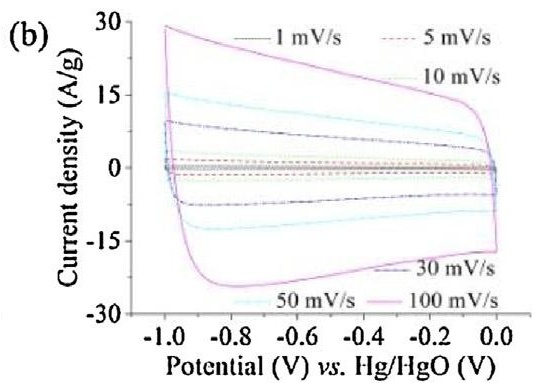 (b)
30
15
0
-15
-30
Current density (A/g)
1 mV/s
5 mV/s
10 mV/s
30 mV/s
50 mV/s
100 mV/s
-1.0 -0.8 -0.6 -0.4 -0.2 0.0
Potential (V) vs. Hg/HgO (V)